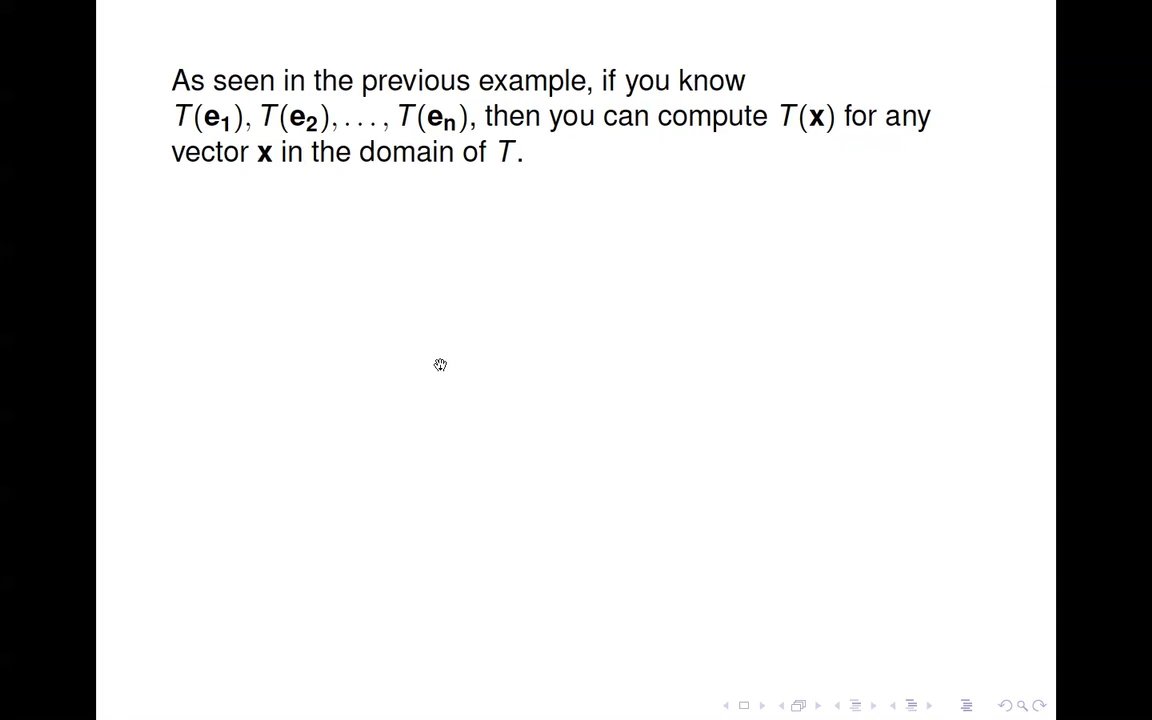 As seen in the previous example, if you know
T(e₁), T(e₂), . . . , T(eₙ), then you can compute T(x) for any
vector x in the domain of T.